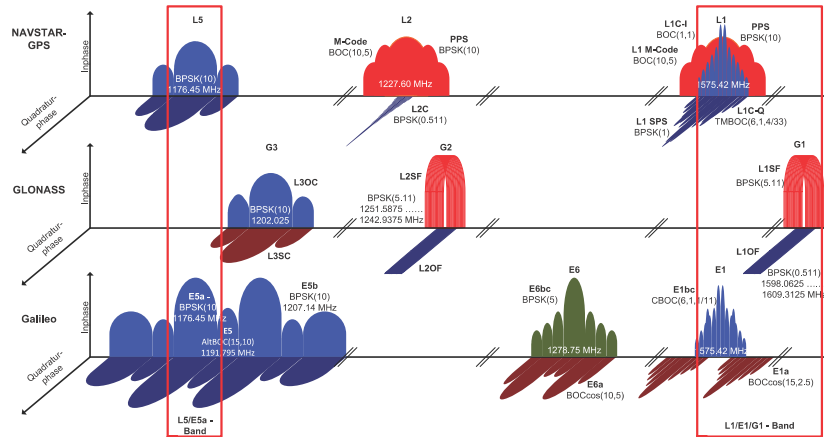 NAVSTAR-
GPS
Inphase
Quadratur-
phase
L5
BPSK(10)
1176.45 MHz
L2
M-Code
BOC(10,5)
PPS
BPSK(10)
1227.60 MHz
L2C
BPSK(0.511)
L1C-I
BOC(1,1)
L1
PPS
BPSK(10)
L1 M-Code
BOC(10,5)
1575.42 MHz
L1 SPS
BPSK(1)
L1C-Q
TMBOC(6,1,4/33)
GLONASS
Inphase
Quadratur-
phase
G3
L3OC
BPSK(10)
1202.025
L3SC
G2
L2SF
BPSK(5.11)
1251.5875 ......
1242.9375 MHz
L2OF
G1
L1SF
BPSK(5.11)
L1OF
BPSK(0.511)
1598.0625 ......
1609.3125 MHz
Galileo
Inphase
Quadratur-
phase
E5a -
BPSK(10)
1176.45 MHz
E5
AltBOC(15,10)
1191.795 MHz
E5b
BPSK(10)
1207.14 MHz
E6
E6bc
BPSK(5)
1278.75 MHz
E6a
BOCcos(10,5)
E1
E1bc
CBOC(6,1,1/11)
1575.42 MHz
E1a
BOCcos(15,2.5)
L5/E5a -
Band
L1/E1/G1 - Band